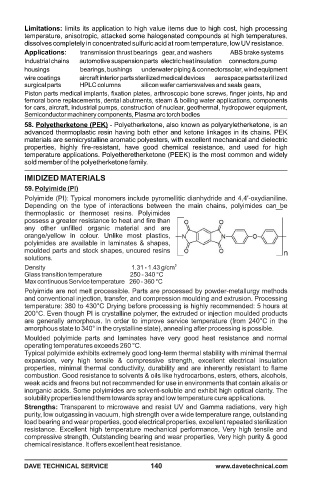 Limitations: limits its application to high value items due to high cost, high processing
temperature, anisotropic, attacked some halogenated compounds at high temperatures,
dissolves completely in concentrated sulfuric acid at room temperature, low UV resistance.
Applications: transmission thrust bearings gear, and washers ABS brake systems
Industrial chains automotive suspension parts electric heat insulation connectors, pump
housings bearings, bushings underwater piping & connectors solar, wind equipment
wire coatings aircraft interior parts sterilized medical devices aerospace parts sterilized
surgical parts HPLC columns silicon wafer carriers valves and seals gears,
Piston parts medical implants, fixation plates, arthroscopic bone screws, finger joints, hip and
femoral bone replacements, dental abutments, steam & boiling water applications, components
for cars, aircraft, industrial pumps, construction of nuclear, geothermal, hydropower equipment,
Semiconductor machinery components, Plasma arc torch bodies
58. Polyetherketone (PEK) - Polyetherketone, also known as polyaryletherketone, is an
advanced thermoplastic resin having both ether and ketone linkages in its chains. PEK
materials are semicrystalline aromatic polyesters, with excellent mechanical and dielectric
properties, highly fire-resistant, have good chemical resistance, and used for high
temperature applications. Polyetheretherketone (PEEK) is the most common and widely
sold member of the polyetherketone family.
IMIDIZED MATERIALS
59. Polyimide (PI)
Polyimide (PI): Typical monomers include pyromellitic dianhydride and 4,4'-oxydianiline.
Depending on the type of interactions between the main chains, polyimides can be
thermoplastic or thermoset resins. Polyimides
possess a greater resistance to heat and fire than
any other unfilled organic material and are
orange/yellow in colour. Unlike most plastics,
polyimides are available in laminates & shapes,
moulded parts and stock shapes, uncured resins
solutions.
O O
N N O
O O
n
Density 1.31 - 1.43 g/cm³
Glass transition temperature 250 - 340 °C
Max continuous Service temperature 260 - 360 °C
Polyimide are not melt processible. Parts are processed by powder-metallurgy methods
and conventional injection, transfer, and compression moulding and extrusion. Processing
temperature: 380 to 430°C Drying before processing is highly recommended: 5 hours at
200°C. Even though PI is crystalline polymer, the extruded or injection moulded products
are generally amorphous. In order to improve service temperature (from 240°C in the
amorphous state to 340° in the crystalline state), annealing after processing is possible.
Moulded polyimide parts and laminates have very good heat resistance and normal
operating temperatures exceeds 260 °C.
Typical polyimide exhibits extremely good long-term thermal stability with minimal thermal
expansion, very high tensile & compressive strength, excellent electrical insulation
properties, minimal thermal conductivity, durability and are inherently resistant to flame
combustion. Good resistance to solvents & oils like hydrocarbons, esters, ethers, alcohols,
weak acids and freons but not recommended for use in environments that contain alkalis or
inorganic acids. Some polyimides are solvent-soluble and exhibit high optical clarity. The
solubility properties lend them towards spray and low temperature cure applications.
Strengths: Transparent to microwave and resist UV and Gamma radiations, very high
purity, low outgassing in vacuum, high strength over a wide temperature range, outstanding
load bearing and wear properties, good electrical properties, excellent repeated sterilization
resistance. Excellent high temperature mechanical performance, Very high tensile and
compressive strength, Outstanding bearing and wear properties, Very high purity & good
chemical resistance. It offers excellent heat resistance.
DAVE TECHNICAL SERVICE 140 www.davetechnical.com